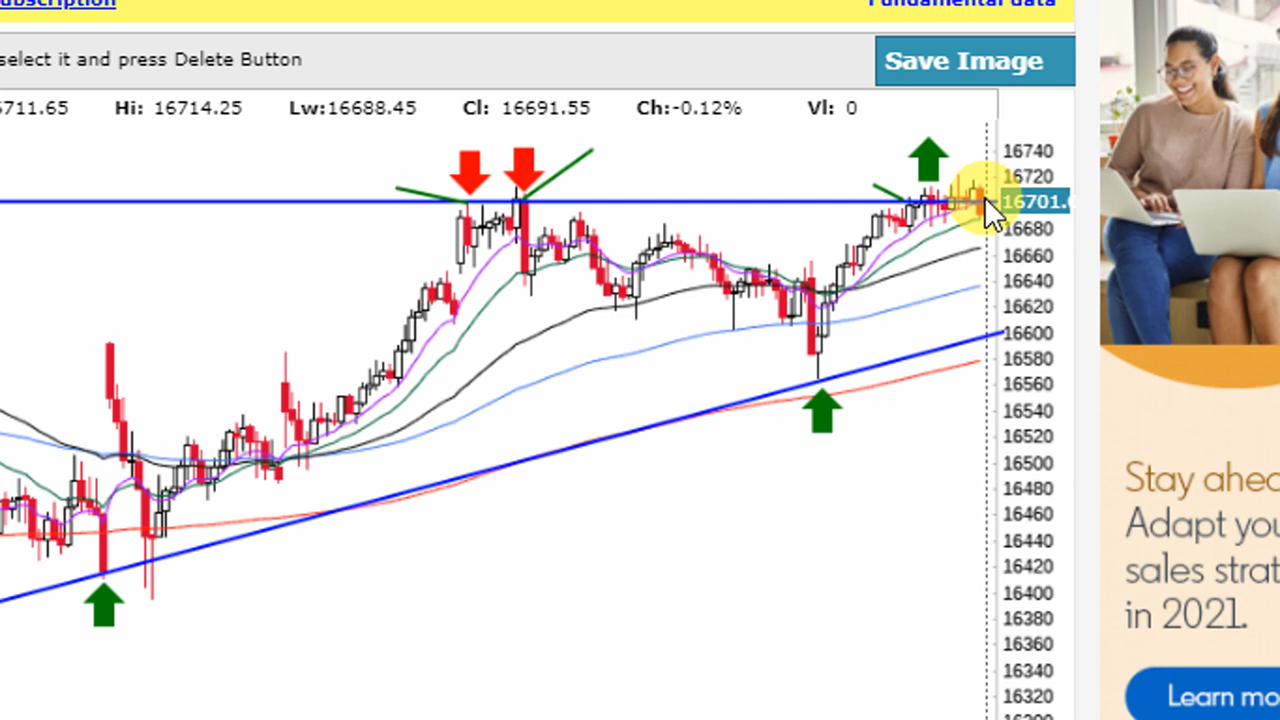 ubscription
Fundamental data
select it and press Delete Button
Save Image
6711.65 Hi: 16714.25 Lw:16688.45 Cl: 16691.55 Ch:-0.12% Vl: 0
16740
16720
16701.
16680
16660
16640
16620
16600
16580
16560
16540
16520
16500
16480
16460
16440
16420
16400
16380
16360
16340
16320
16300
Stay ahea
Adapt you
sales strat
in 2021.
Learn mo